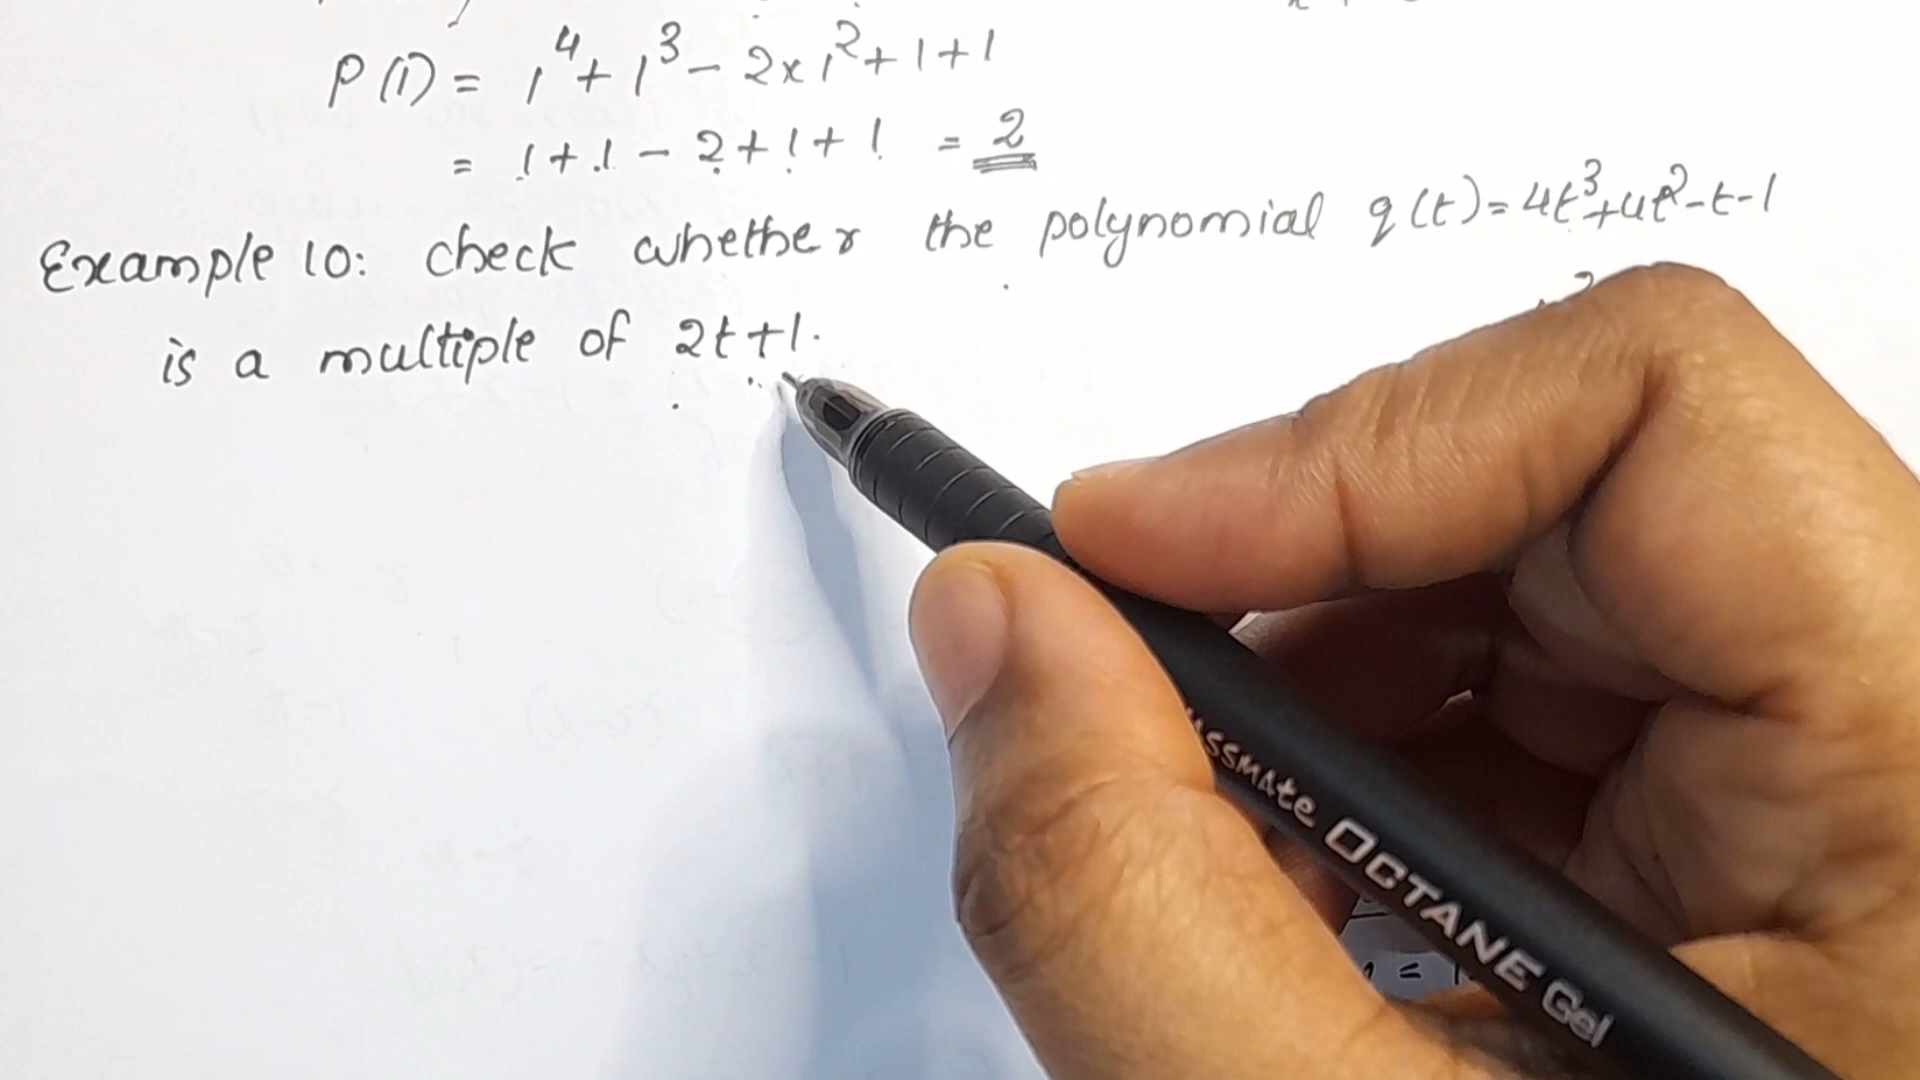 P(1) = 1⁴ + 1³ - 2 x 1² + 1 + 1
= 1 + 1 - 2 + 1 + 1 = 2
Example 10: check whether the polynomial q(t) = 4t³+4t²-t-1
is a multiple of 2t+1.
OCTANE Gel